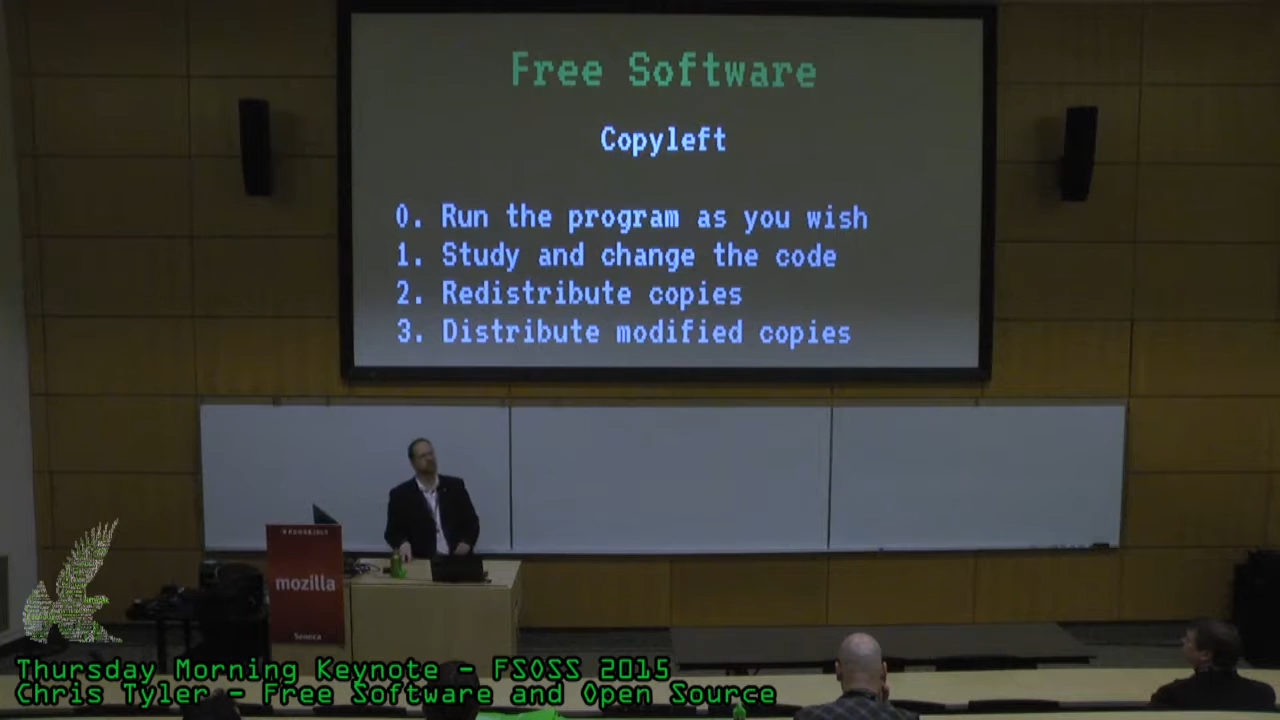 Free Software
Copyleft
0. Run the program as you wish
1. Study and change the code
2. Redistribute copies
3. Distribute modified copies
mozilla
Seneca
Thursday Morning Keynote - FSOSS 2015
Chris Tyler - Free Software and Open Source